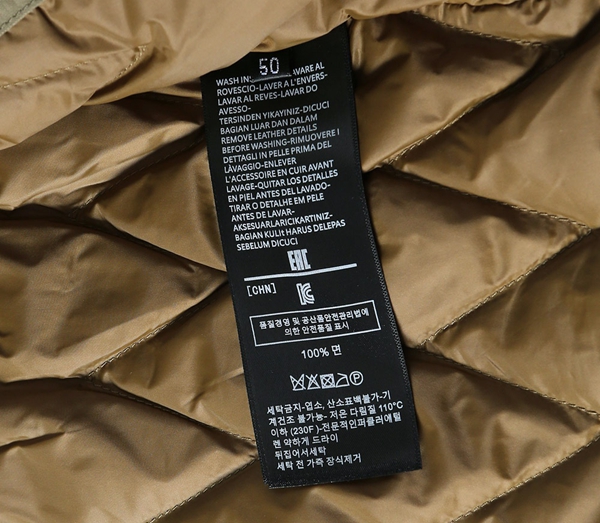 50
WASH IN AVARE AL
ROVESCIO-LAVER A L'ENVERS-
LAVAR AL REVES-LAVAR DO
AVESSO-
TERSINDEN YIKAYINIZ-DICUCI
BAGIAN LUAR DAN DALAM
REMOVE LEATHER DETAILS
BEFORE WASHING-RIMUOVERE I
DETTAGLI IN PELLE PRIMA DEL
LAVAGGIO-ENLEVER
L'ACCESSOIRE EN CUIR AVANT
LAVAGE-QUITAR LOS DETALLES
EN PIEL ANTES DEL LAVADO-
TIRAR O DETALHE EM PELE
ANTES DE LAVAR-
AKSESUARLARICIKARTINIZ-
BAGIAN KULIt HARUS DELEPAS
SEBELUM DICUCI
EAC
[CHN]
품질경영 및 공산품안전관리법에
의한 안전품질 표시
100% 면
세탁금지-염소, 산소표백불가-기
계건조 불가능- 저온 다림질 110°C
이하 (230F )-전문적인퍼클러에틸
렌 약하게 드라이
뒤집어서세탁
세탁 전 가죽 장식제거